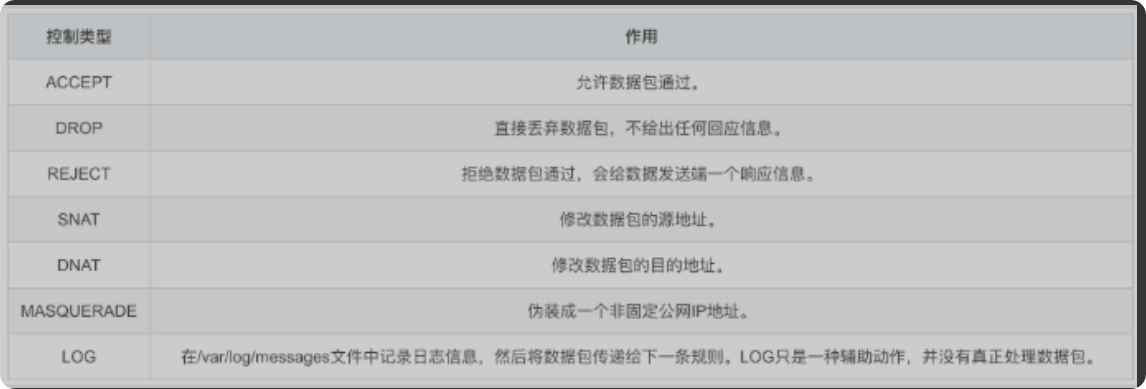 控制类型 作用
ACCEPT 允许数据包通过。
DROP 直接丢弃数据包，不给出任何回应信息。
REJECT 拒绝数据包通过，会给数据发送端一个响应信息。
SNAT 修改数据包的源地址。
DNAT 修改数据包的目的地址。
MASQUERADE 伪装成一个非固定公网IP地址。
LOG 在/var/log/messages文件中记录日志信息，然后将数据包传递给下一条规则。LOG只是一种辅助动作，并没有真正处理数据包。